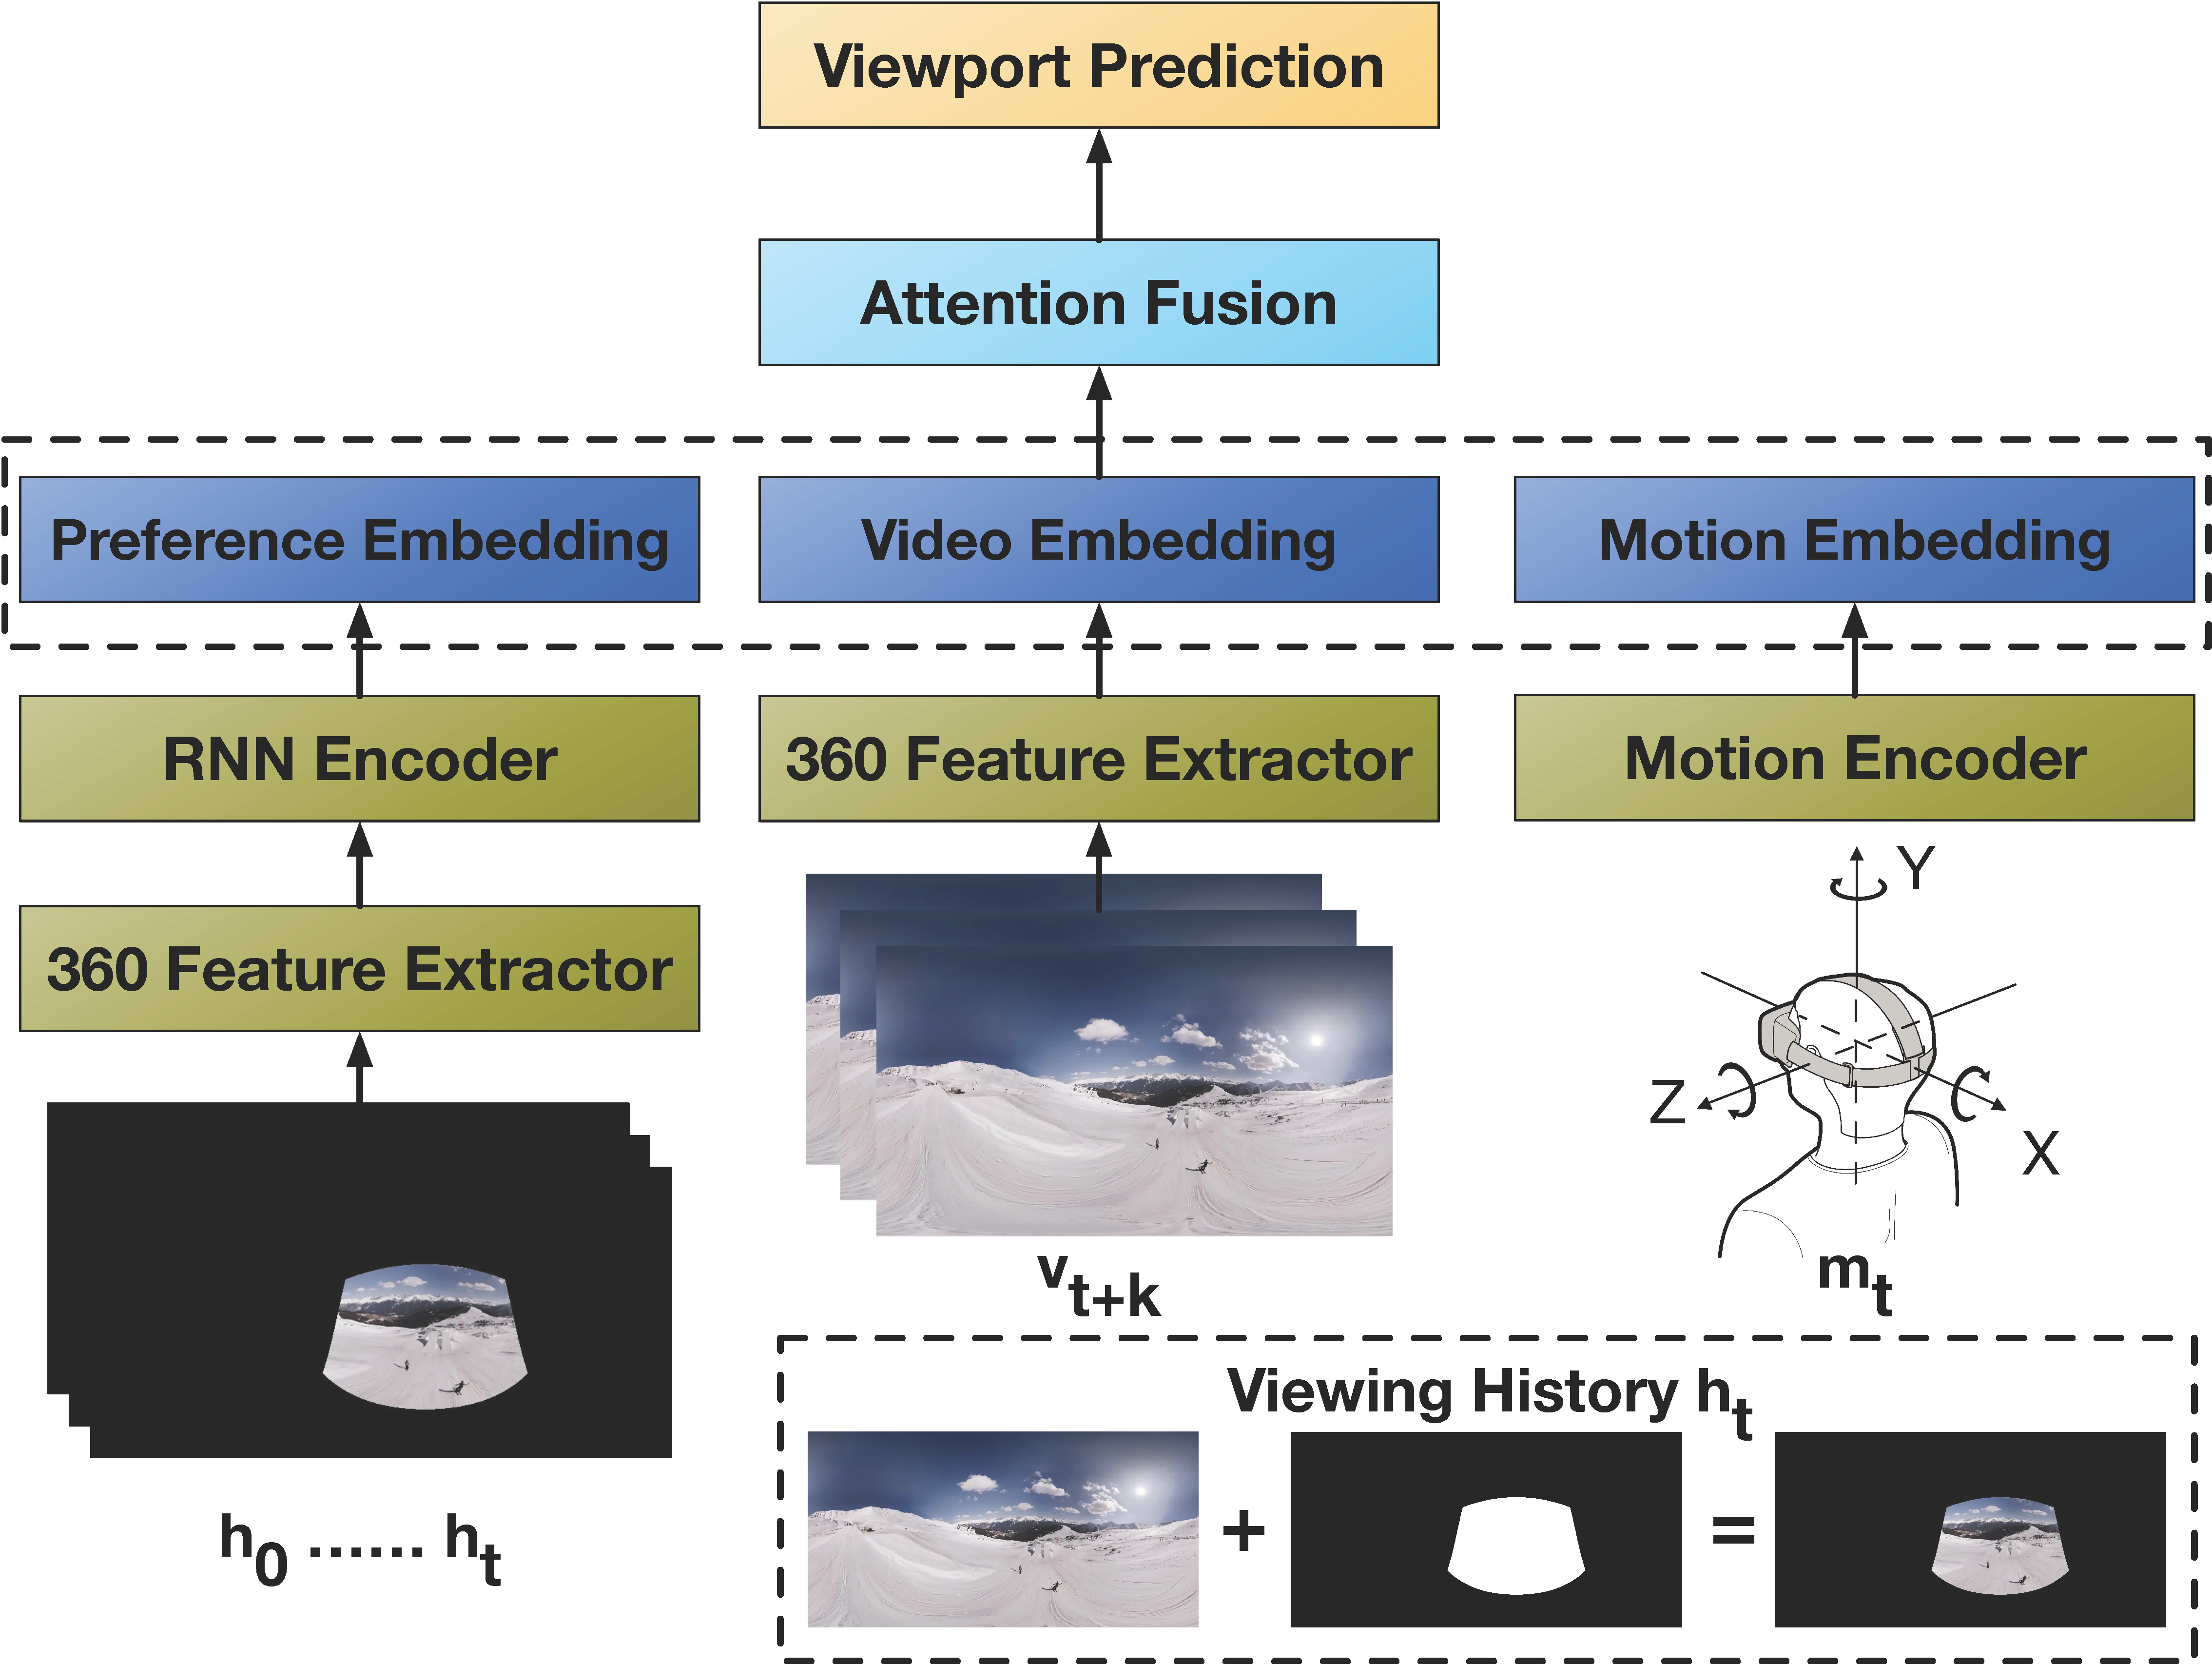 Viewport Prediction
Attention Fusion
Preference Embedding
Video Embedding
Motion Embedding
RNN Encoder
360 Feature Extractor
Motion Encoder
360 Feature Extractor
Y
Z
X
v_{t+k}
m_t
h_0 ...... h_t
Viewing History h_t
+
=